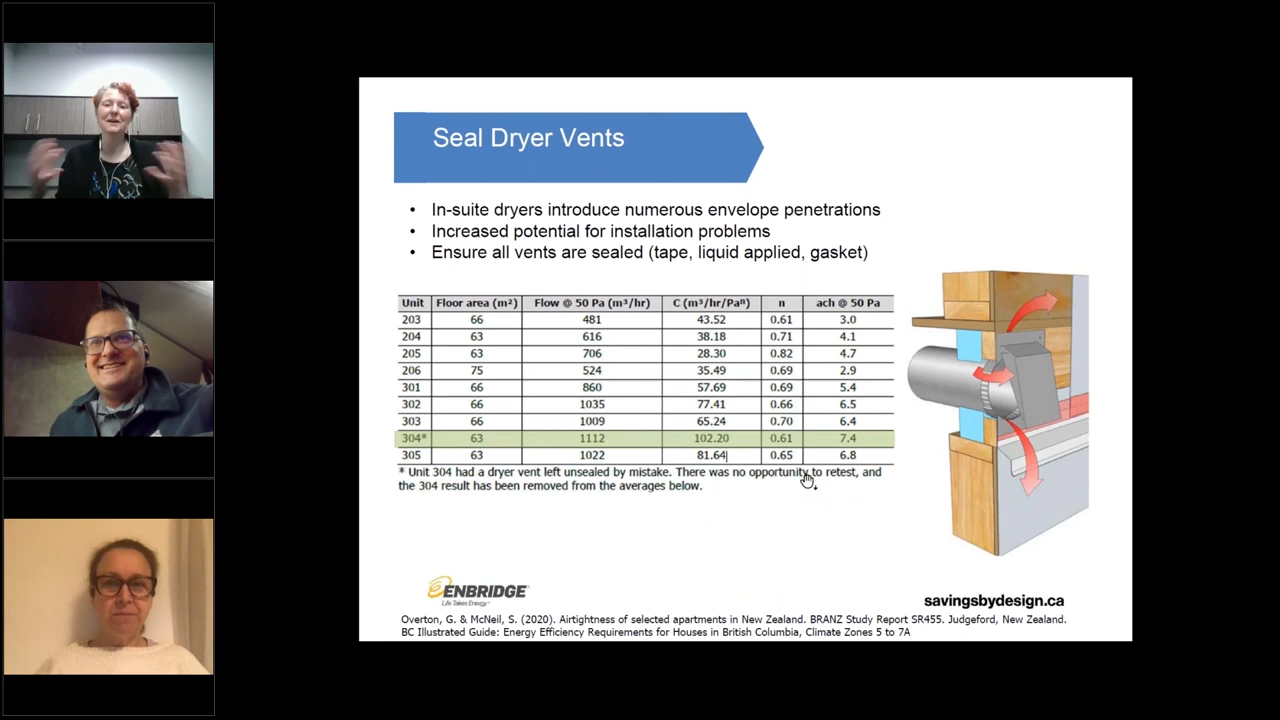 Seal Dryer Vents
• In-suite dryers introduce numerous envelope penetrations
• Increased potential for installation problems
• Ensure all vents are sealed (tape, liquid applied, gasket)
Unit Floor area (m²) Flow @ 50 Pa (m³/hr) C (m³/hr/Paⁿ) n ach @ 50 Pa
203 66 481 43.52 0.61 3.0
204 63 616 38.18 0.71 4.1
205 63 706 28.30 0.82 4.7
206 75 524 35.49 0.69 2.9
301 66 860 57.69 0.69 5.4
302 66 1035 77.41 0.66 6.5
303 66 1009 65.24 0.70 6.4
304* 63 1112 102.20 0.61 7.4
305 63 1022 81.64 0.65 6.8
* Unit 304 had a dryer vent left unsealed by mistake. There was no opportunity to retest, and
the 304 result has been removed from the averages below.
ENBRIDGE
Life Takes Energy™
savingsbydesign.ca
Overton, G. & McNeil, S. (2020). Airtightness of selected apartments in New Zealand. BRANZ Study Report SR455. Judgeford, New Zealand.
BC Illustrated Guide: Energy Efficiency Requirements for Houses in British Columbia, Climate Zones 5 to 7A